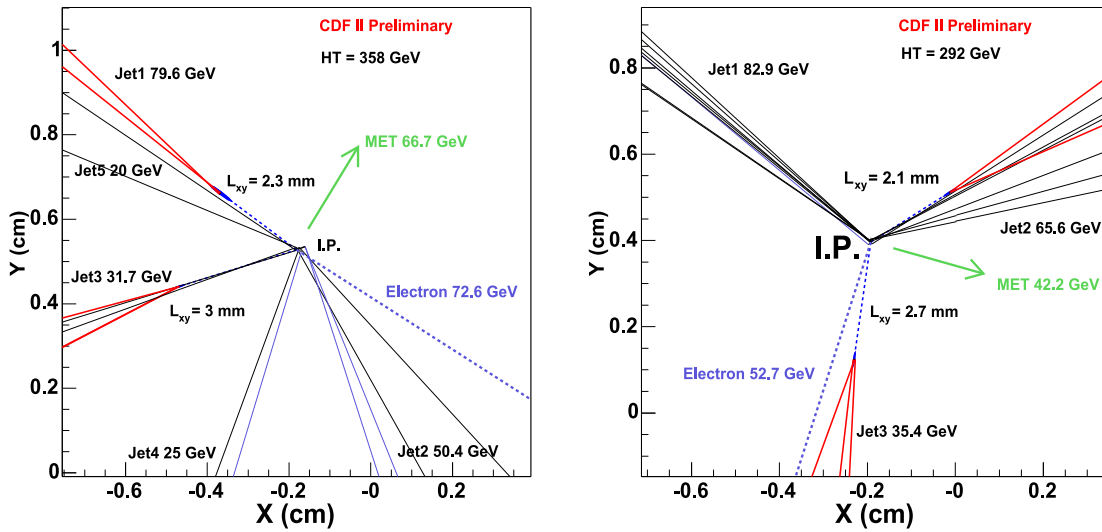 CDF II Preliminary
HT = 358 GeV
Jet1 79.6 GeV
MET 66.7 GeV
Jet5 20 GeV
Lxy = 2.3 mm
I.P.
Jet3 31.7 GeV
Lxy = 3 mm
Electron 72.6 GeV
Jet4 25 GeV
Jet2 50.4 GeV
1
0.8
0.6
0.4
0.2
0
Y (cm)
-0.6
-0.4
-0.2
-0
0.2
X (cm)
CDF II Preliminary
HT = 292 GeV
Jet1 82.9 GeV
Lxy = 2.1 mm
Jet2 65.6 GeV
I.P.
MET 42.2 GeV
Lxy = 2.7 mm
Electron 52.7 GeV
Jet3 35.4 GeV
0.8
0.6
0.4
0.2
0
Y (cm)
-0.6
-0.4
-0.2
-0
0.2
X (cm)